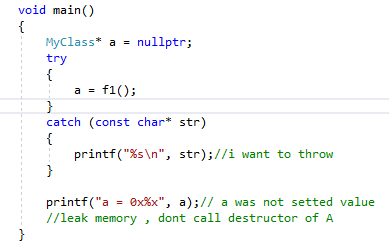 void main()
{
MyClass* a = nullptr;
try
{
a = f1();
}
catch (const char* str)
{
printf("%s\n", str);//i want to throw
}
printf("a = 0x%x", a);// a was not setted value
//leak memory , dont call destructor of A
}